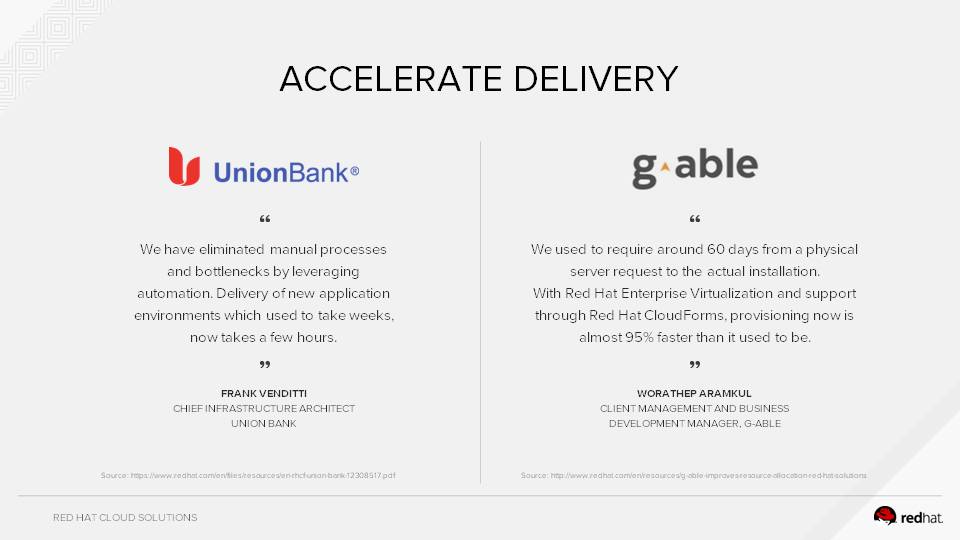 ACCELERATE DELIVERY
UnionBank®
“
We have eliminated manual processes
and bottlenecks by leveraging
automation. Delivery of new application
environments which used to take weeks,
now takes a few hours.
”
FRANK VENDITTI
CHIEF INFRASTRUCTURE ARCHITECT
UNION BANK
Source: https://www.redhat.com/en/files/resources/en-rhcf-union-bank-12308517.pdf
g-able
“
We used to require around 60 days from a physical
server request to the actual installation.
With Red Hat Enterprise Virtualization and support
through Red Hat CloudForms, provisioning now is
almost 95% faster than it used to be.
”
WORATHEP ARAMKUL
CLIENT MANAGEMENT AND BUSINESS
DEVELOPMENT MANAGER, G-ABLE
Source: http://www.redhat.com/en/resources/g-able-improves-resource-allocation-red-hat-solutions
RED HAT CLOUD SOLUTIONS
redhat.